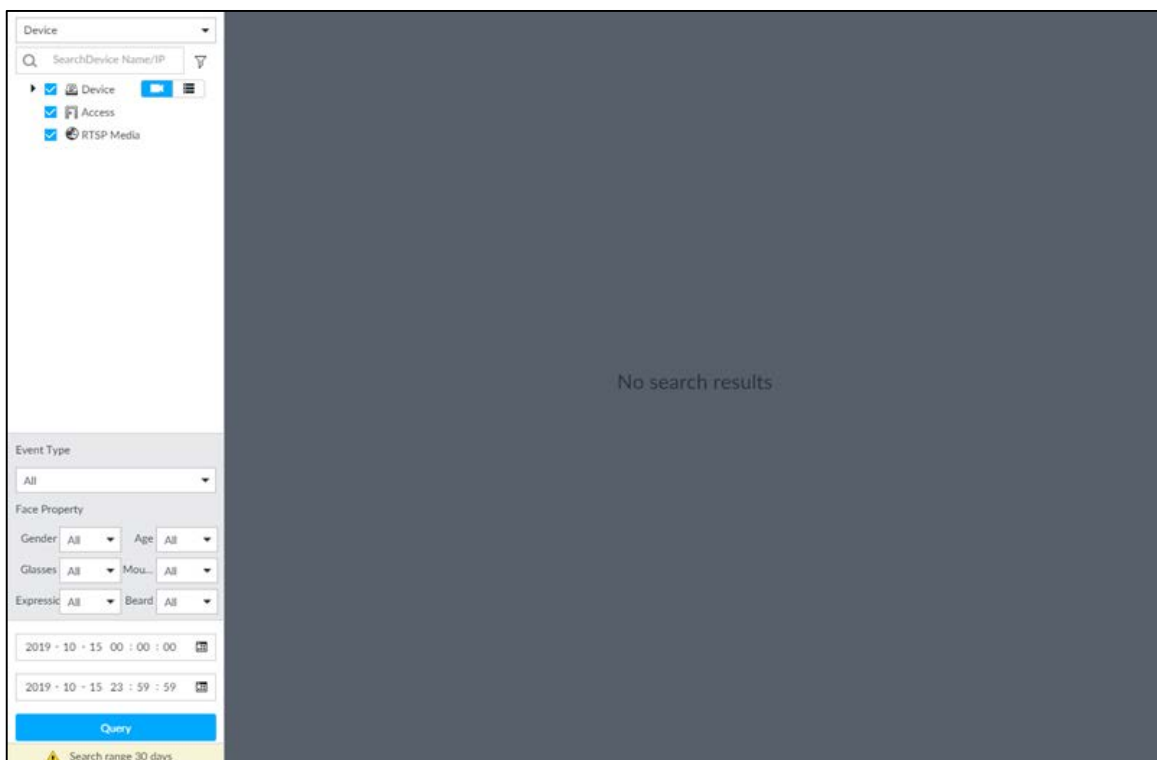 Device
SearchDevice Name/IP
Device
Access
RTSP Media
No search results
Event Type
All
Face Property
Gender All Age All
Glasses All Mou... All
Expressic All Beard All
2019 - 10 - 15 00 : 00 : 00
2019 - 10 - 15 23 : 59 : 59
Query
Search range 30 days